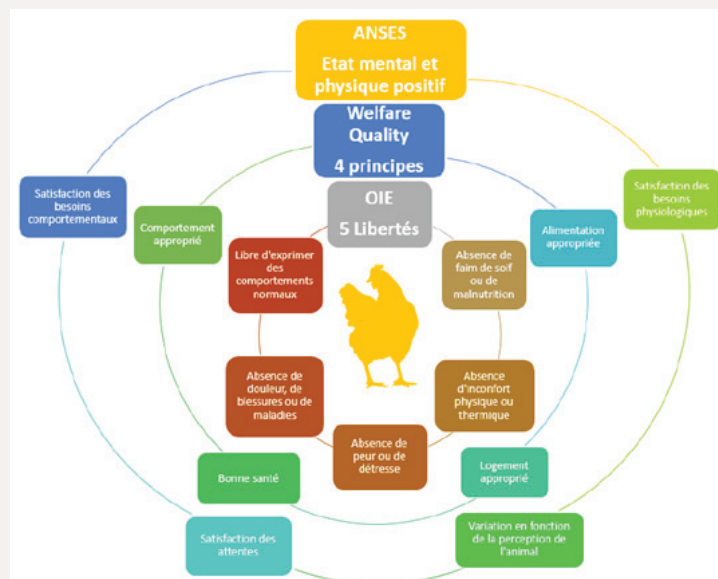 ANSES
Etat mental et
physique positif
Welfare
Quality
4 principes
OIE
5 Libertés
Satisfaction des
besoins
physiologiques
Variation en fonction
de la perception de
l'animal
Satisfaction des
attentes
Satisfaction des
besoins
comportementaux
Alimentation
appropriée
Logement
approprié
Bonne santé
Comportement
approprié
Absence de
faim de soif ou
de malnutrition
Absence
d'inconfort
physique ou
thermique
Absence de
peur ou de
détresse
Absence de
douleur, de
blessures ou de
maladies
Libre d'exprimer
des
comportements
normaux